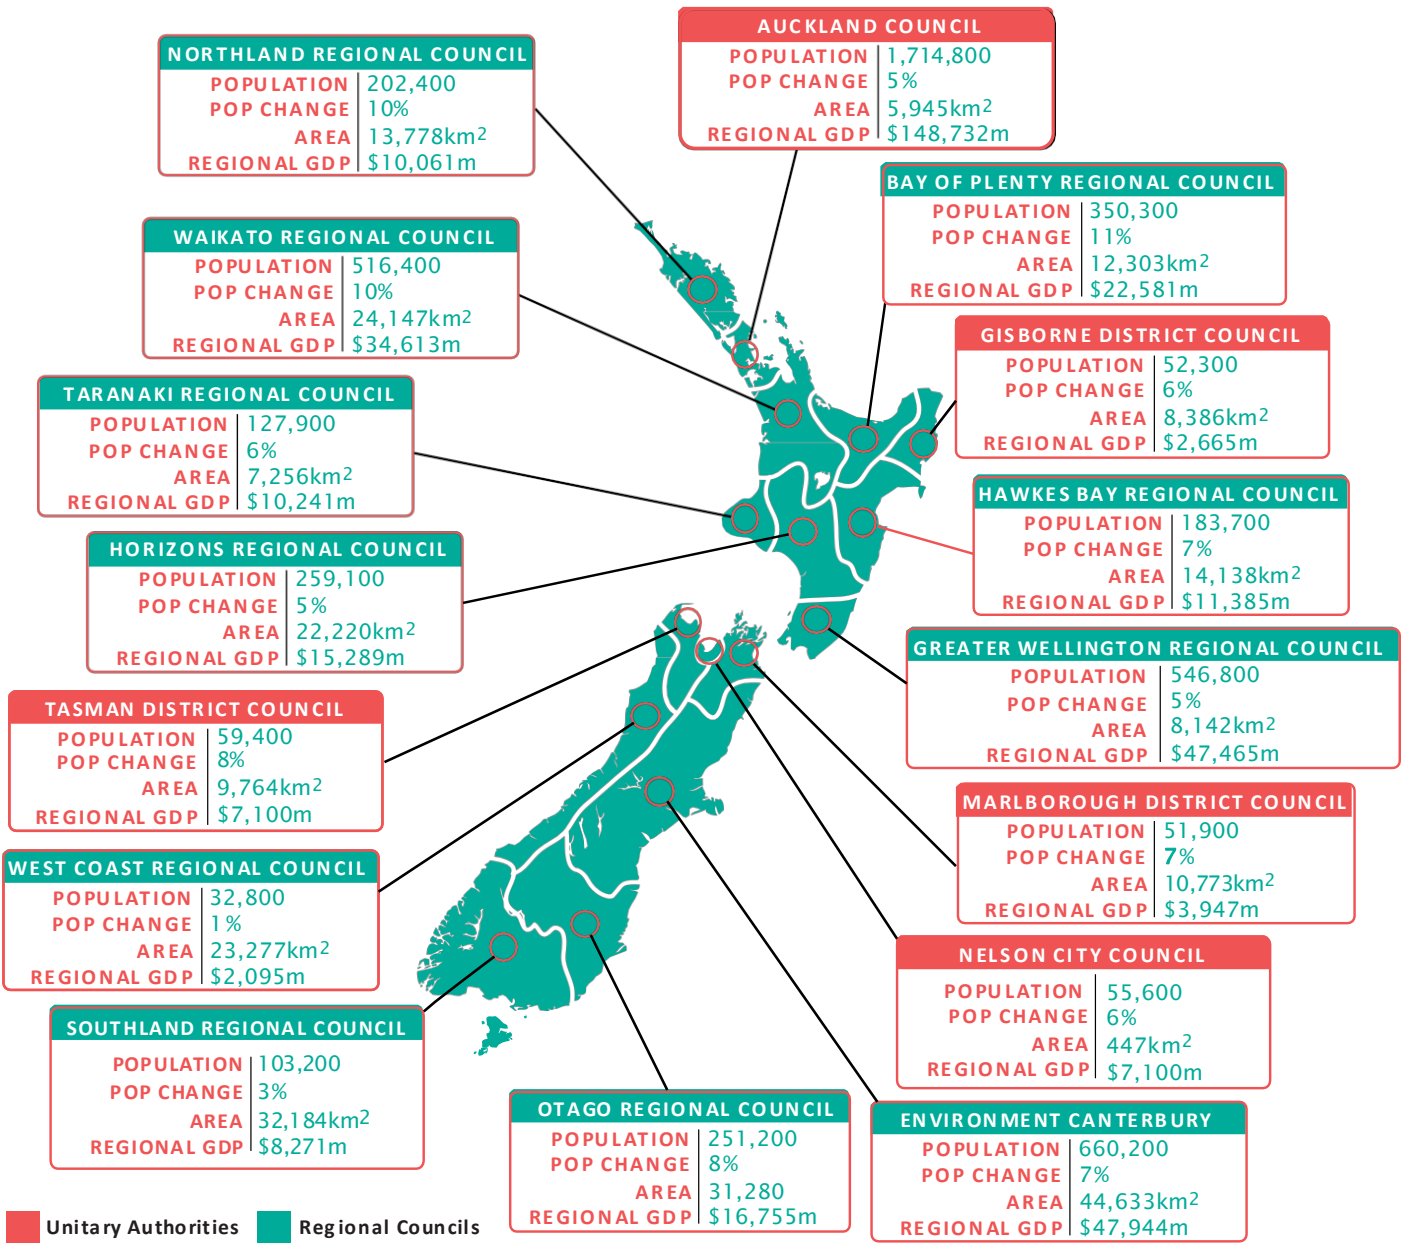 NORTHLAND REGIONAL COUNCIL
POPULATION 202,400
POP CHANGE 10%
AREA 13,778km2
REGIONAL GDP $10,061m
AUCKLAND COUNCIL
POPULATION 1,714,800
POP CHANGE 5%
AREA 5,945km2
REGIONAL GDP $148,732m
BAY OF PLENTY REGIONAL COUNCIL
POPULATION 350,300
POP CHANGE 11%
AREA 12,303km2
REGIONAL GDP $22,581m
WAIKATO REGIONAL COUNCIL
POPULATION 516,400
POP CHANGE 10%
AREA 24,147km2
REGIONAL GDP $34,613m
GISBORNE DISTRICT COUNCIL
POPULATION 52,300
POP CHANGE 6%
AREA 8,386km2
REGIONAL GDP $2,665m
TARANAKI REGIONAL COUNCIL
POPULATION 127,900
POP CHANGE 6%
AREA 7,256km2
REGIONAL GDP $10,241m
HAWKES BAY REGIONAL COUNCIL
POPULATION 183,700
POP CHANGE 7%
AREA 14,138km2
REGIONAL GDP $11,385m
HORIZONS REGIONAL COUNCIL
POPULATION 259,100
POP CHANGE 5%
AREA 22,220km2
REGIONAL GDP $15,289m
GREATER WELLINGTON REGIONAL COUNCIL
POPULATION 546,800
POP CHANGE 5%
AREA 8,142km2
REGIONAL GDP $47,465m
TASMAN DISTRICT COUNCIL
POPULATION 59,400
POP CHANGE 8%
AREA 9,764km2
REGIONAL GDP $7,100m
MARLBOROUGH DISTRICT COUNCIL
POPULATION 51,900
POP CHANGE 7%
AREA 10,773km2
REGIONAL GDP $3,947m
WEST COAST REGIONAL COUNCIL
POPULATION 32,800
POP CHANGE 1%
AREA 23,277km2
REGIONAL GDP $2,095m
NELSON CITY COUNCIL
POPULATION 55,600
POP CHANGE 6%
AREA 447km2
REGIONAL GDP $7,100m
SOUTHLAND REGIONAL COUNCIL
POPULATION 103,200
POP CHANGE 3%
AREA 32,184km2
REGIONAL GDP $8,271m
OTAGO REGIONAL COUNCIL
POPULATION 251,200
POP CHANGE 8%
AREA 31,280
REGIONAL GDP $16,755m
ENVIRONMENT CANTERBURY
POPULATION 660,200
POP CHANGE 7%
AREA 44,633km2
REGIONAL GDP $47,944m
Unitary Authorities
Regional Councils